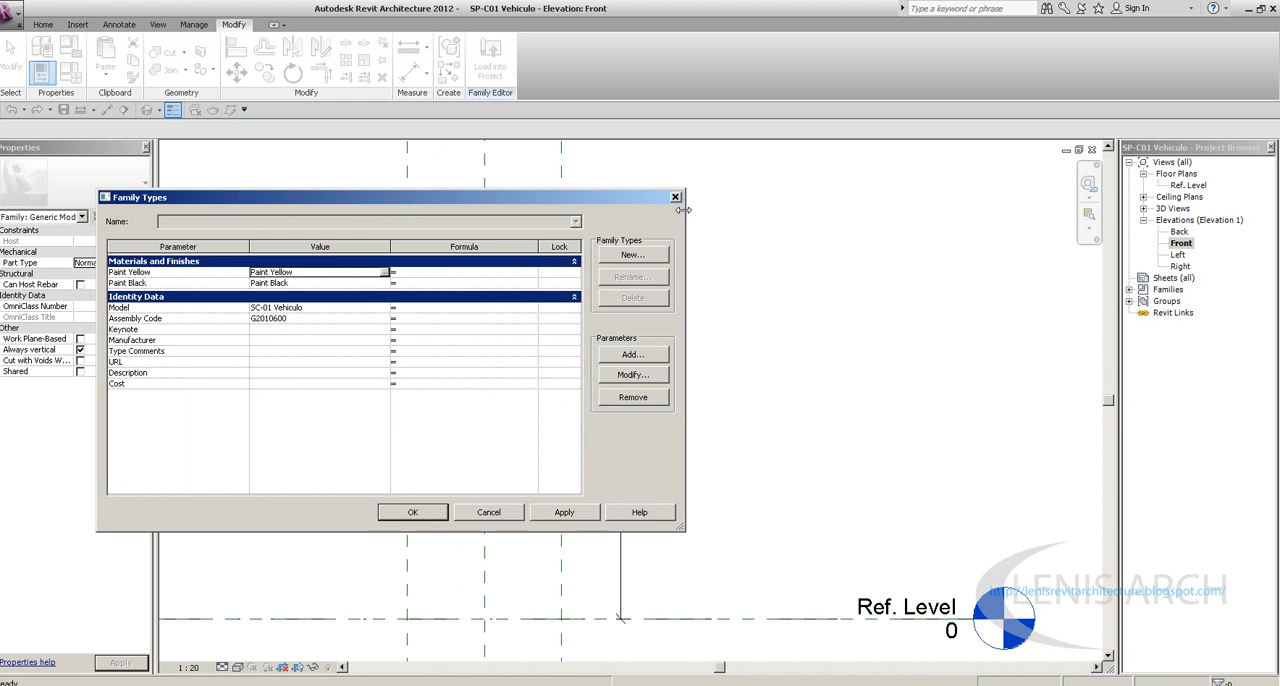 Autodesk Revit Architecture 2012 - SP-C01 Vehiculo - Elevation: Front
Type a keyword or phrase
Sign In
Home Insert Annotate View Manage Modify
Modify
Paste
Cut
Join
Load into
Project
Select Properties Clipboard Geometry Modify Measure Create Family Editor
Properties
Family: Generic Mod
Constraints
Host
Mechanical
Part Type Norma
Structural
Can Host Rebar
Identity Data
OmniClass Number
OmniClass Title
Other
Work Plane-Based
Always vertical
Cut with Voids W...
Shared
Properties help
Apply
Family Types
Name:
Parameter Value Formula Lock
Materials and Finishes
Paint Yellow Paint Yellow ... =
Paint Black Paint Black =
Identity Data
Model SC-01 Vehiculo =
Assembly Code G2010600 =
Keynote =
Manufacturer =
Type Comments =
URL =
Description =
Cost =
Family Types
New...
Rename...
Delete
Parameters
Add...
Modify...
Remove
OK Cancel Apply Help
SP-C01 Vehiculo - Project Browser
Views (all)
Floor Plans
Ref. Level
Ceiling Plans
3D Views
Elevations (Elevation 1)
Back
Front
Left
Right
Sheets (all)
Families
Groups
Revit Links
LENIS ARCH
http://lenisrevitarchitecture.blogspot.com/
Ref. Level
0
1 : 20
eady
:0